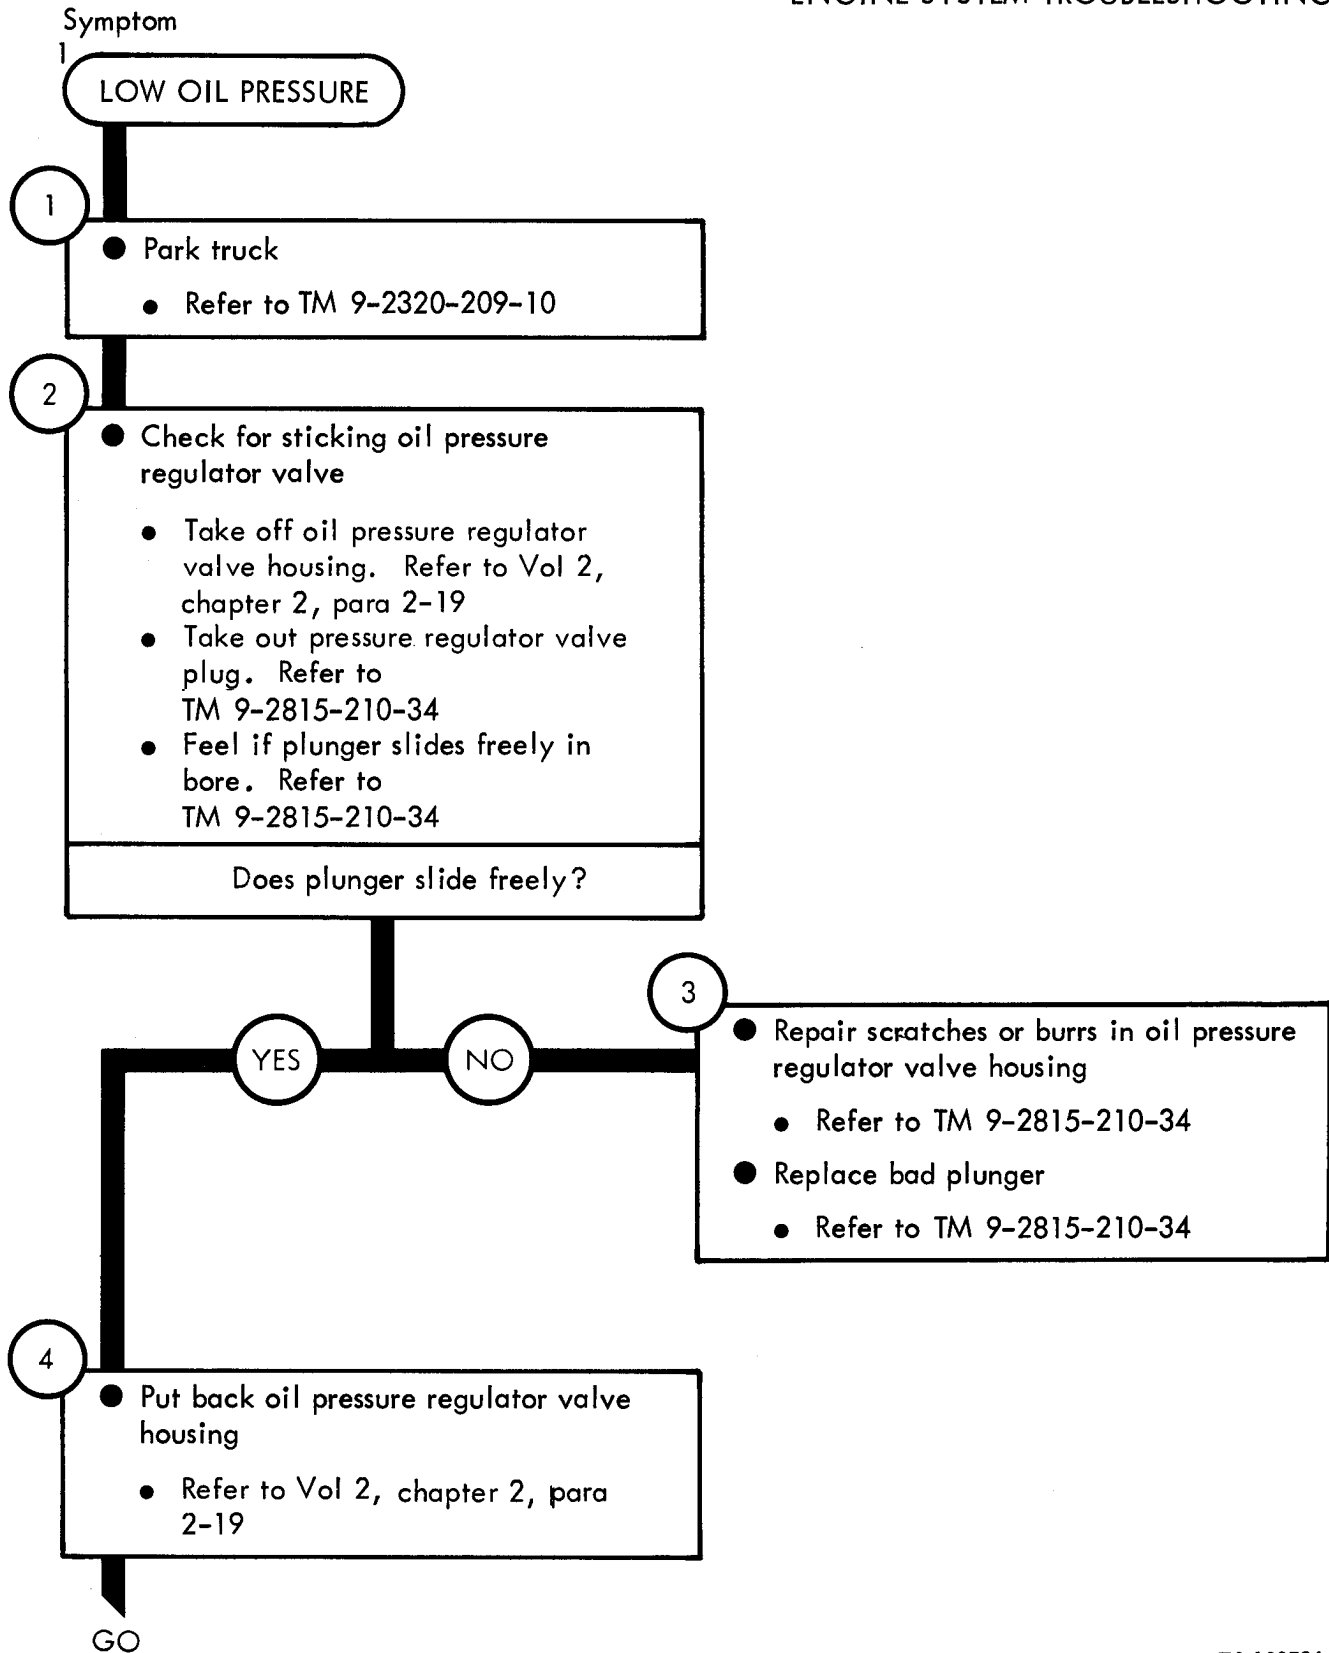 Symptom
1
LOW OIL PRESSURE
1
● Park truck
● Refer to TM 9-2320-209-10
2
● Check for sticking oil pressure
regulator valve
● Take off oil pressure regulator
valve housing. Refer to Vol 2,
chapter 2, para 2-19
● Take out pressure regulator valve
plug. Refer to
TM 9-2815-210-34
● Feel if plunger slides freely in
bore. Refer to
TM 9-2815-210-34
Does plunger slide freely?
YES
NO
3
● Repair scratches or burrs in oil pressure
regulator valve housing
● Refer to TM 9-2815-210-34
● Replace bad plunger
● Refer to TM 9-2815-210-34
4
● Put back oil pressure regulator valve
housing
● Refer to Vol 2, chapter 2, para
2-19
GO